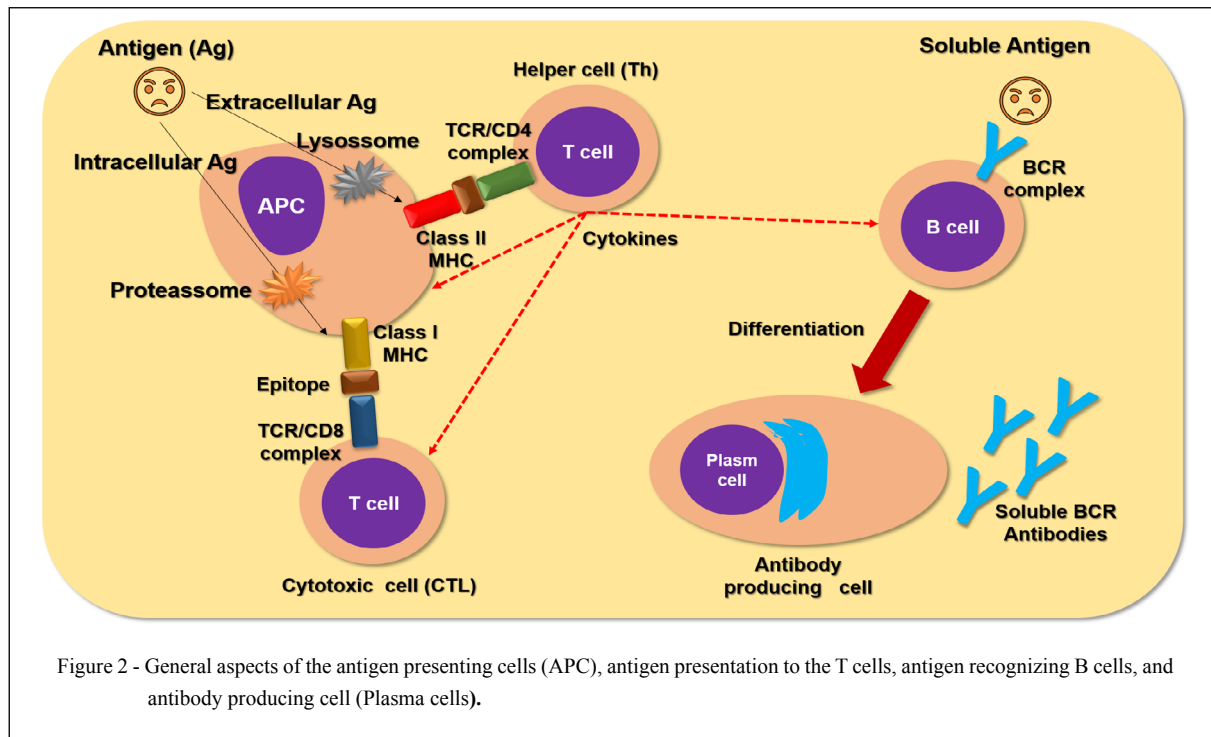 Antigen (Ag)
Extracellular Ag
Intracellular Ag
Lysossome
APC
Proteassome
Class II
MHC
Class I
MHC
Epitope
TCR/CD8
complex
T cell
Cytotoxic cell (CTL)
Helper cell (Th)
TCR/CD4
complex
T cell
Cytokines
Soluble Antigen
BCR
complex
B cell
Differentiation
Plasm
cell
Antibody
producing cell
Soluble BCR
Antibodies
Figure 2 - General aspects of the antigen presenting cells (APC), antigen presentation to the T cells, antigen recognizing B cells, and
antibody producing cell (Plasma cells).